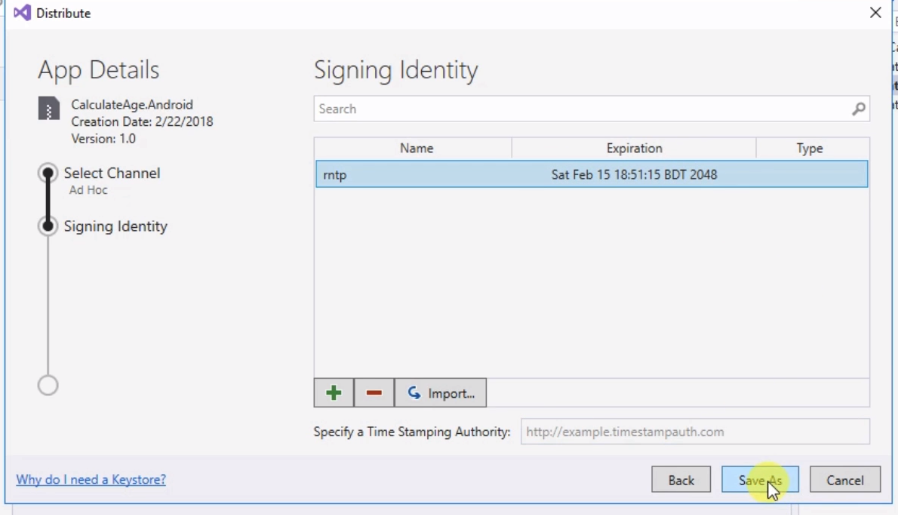 Distribute
App Details
CalculateAge.Android
Creation Date: 2/22/2018
Version: 1.0
Select Channel
Ad Hoc
Signing Identity
Signing Identity
Search
Name Expiration Type
rntp Sat Feb 15 18:51:15 BDT 2048
Import...
Specify a Time Stamping Authority: http://example.timestampauth.com
Why do I need a Keystore?
Back Save As Cancel